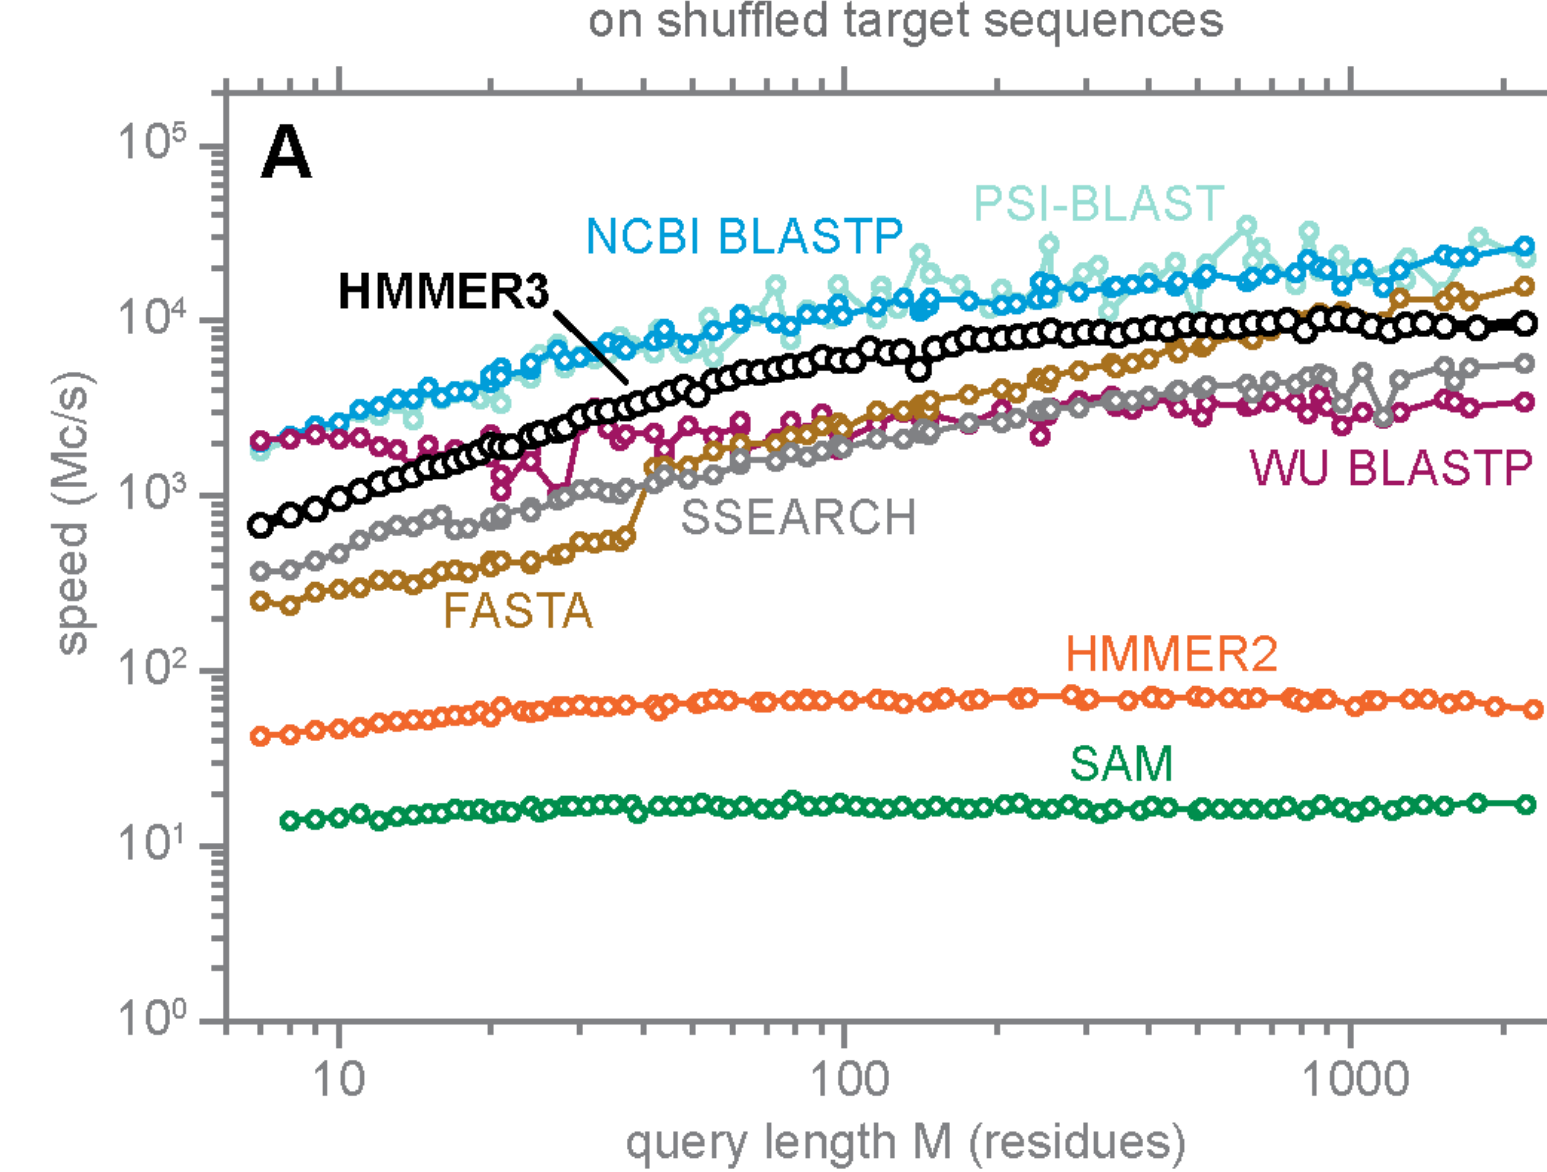 on shuffled target sequences
A
10⁵
10⁴
10³
10²
10¹
10⁰
speed (Mc/s)
PSI-BLAST
NCBI BLASTP
HMMER3
WU BLASTP
SSEARCH
FASTA
HMMER2
SAM
10 100 1000
query length M (residues)